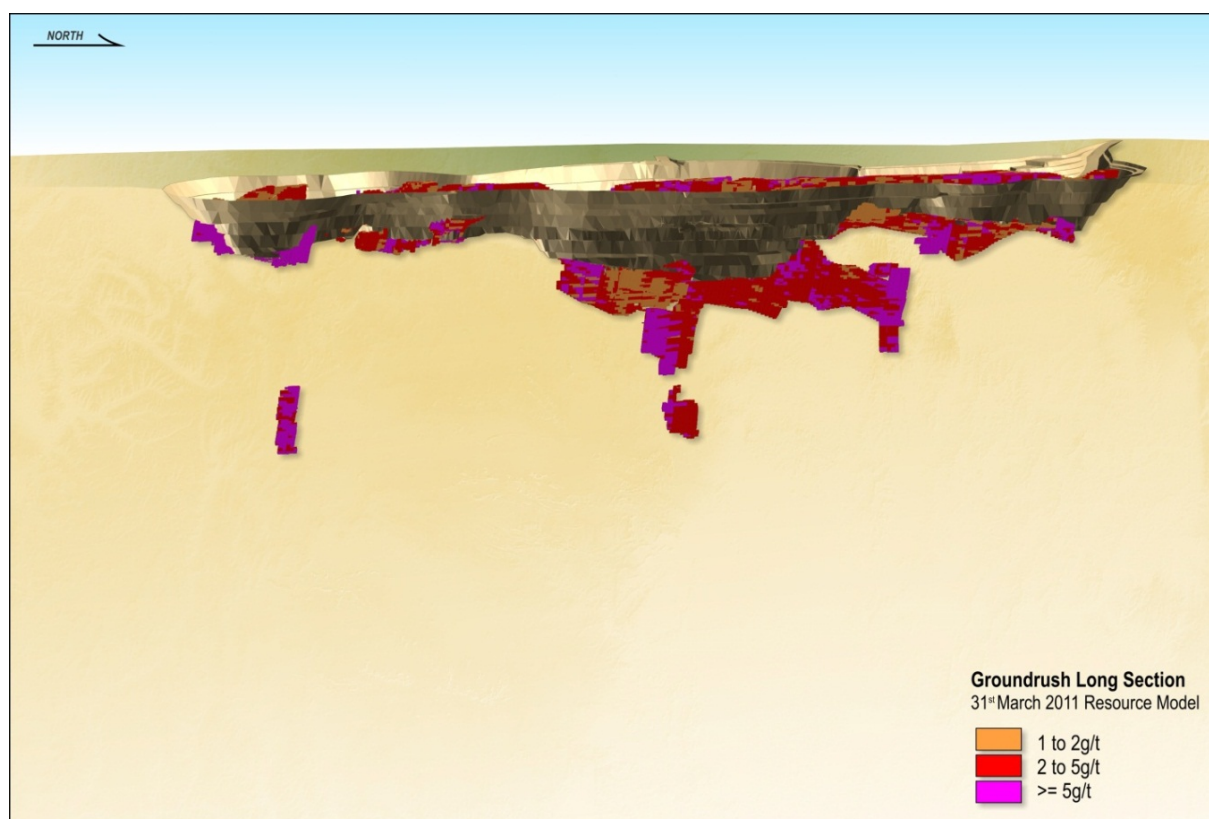 NORTH
Groundrush Long Section
31st March 2011 Resource Model
1 to 2g/t
2 to 5g/t
>= 5g/t